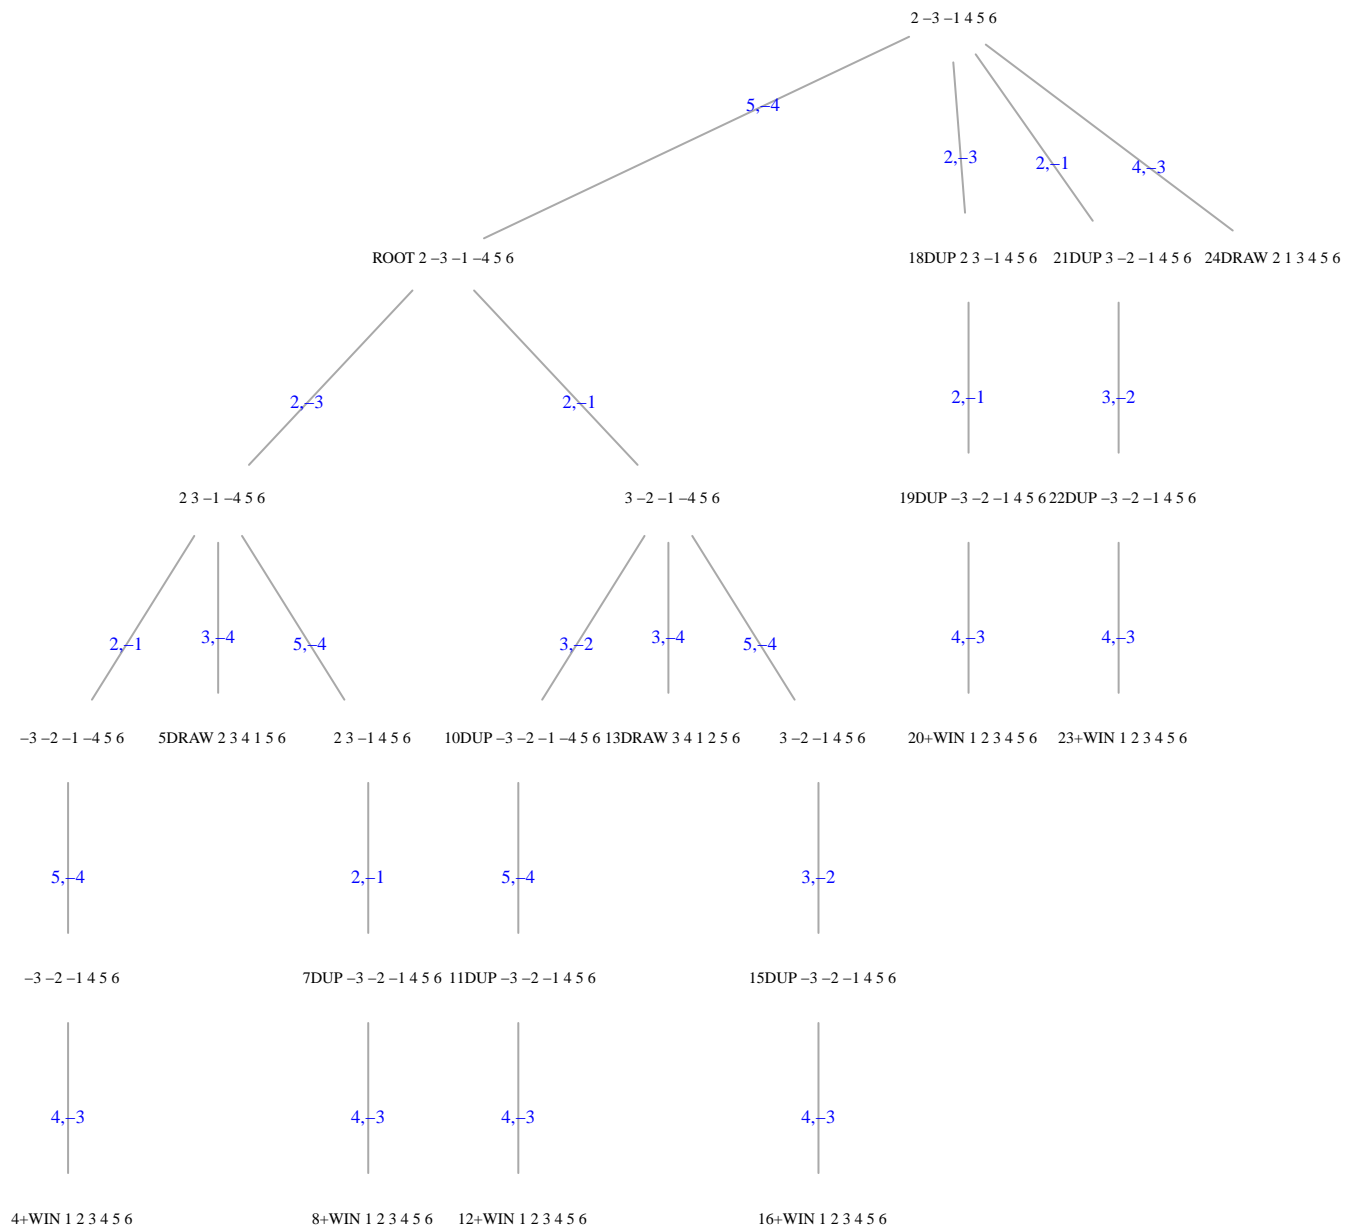 2 –3 –1 4 5 6
5,–4
2,–3
2,–1
4,–3
ROOT 2 –3 –1 –4 5 6
18DUP 2 3 –1 4 5 6
21DUP 3 –2 –1 4 5 6
24DRAW 2 1 3 4 5 6
2,–3
2,–1
2,–1
3,–2
2 3 –1 –4 5 6
3 –2 –1 –4 5 6
19DUP –3 –2 –1 4 5 6
22DUP –3 –2 –1 4 5 6
2,–1
3,–4
5,–4
3,–2
3,–4
5,–4
4,–3
4,–3
–3 –2 –1 –4 5 6
5DRAW 2 3 4 1 5 6
2 3 –1 4 5 6
10DUP –3 –2 –1 –4 5 6
13DRAW 3 4 1 2 5 6
3 –2 –1 4 5 6
20+WIN 1 2 3 4 5 6
23+WIN 1 2 3 4 5 6
5,–4
2,–1
5,–4
3,–2
–3 –2 –1 4 5 6
7DUP –3 –2 –1 4 5 6
11DUP –3 –2 –1 4 5 6
15DUP –3 –2 –1 4 5 6
4,–3
4,–3
4,–3
4,–3
4+WIN 1 2 3 4 5 6
8+WIN 1 2 3 4 5 6
12+WIN 1 2 3 4 5 6
16+WIN 1 2 3 4 5 6